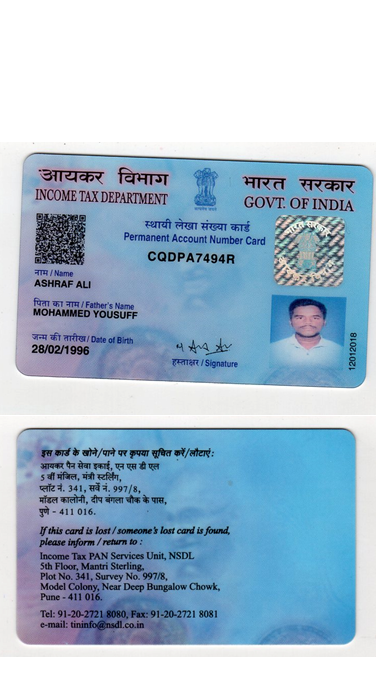 आयकर विभाग
INCOME TAX DEPARTMENT
भारत सरकार
GOVT. OF INDIA
स्थायी लेखा संख्या कार्ड
Permanent Account Number Card
CQDPA7494R
नाम / Name
ASHRAF ALI
पिता का नाम / Father's Name
MOHAMMED YOUSUFF
जन्म की तारीख / Date of Birth
28/02/1996
हस्ताक्षर / Signature
12012018
इस कार्ड के खोने/पाने पर कृपया सूचित करें/लौटाएं:
आयकर पैन सेवा इकाई, एन एस डी एल
5 वीं मंजिल, मंत्री स्टर्लिंग,
प्लॉट नं. 341, सर्वे नं. 997/8,
मॉडल कालोनी, दीप बंगला चौक के पास,
पुणे - 411 016.
If this card is lost / someone's lost card is found,
please inform / return to :
Income Tax PAN Services Unit, NSDL
5th Floor, Mantri Sterling,
Plot No. 341, Survey No. 997/8,
Model Colony, Near Deep Bungalow Chowk,
Pune - 411 016.
Tel: 91-20-2721 8080, Fax: 91-20-2721 8081
e-mail: tininfo@nsdl.co.in